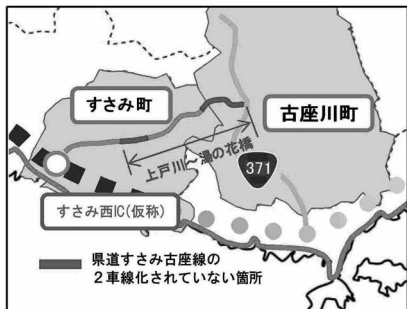 すさみ町
古座川町
上戸川～湯の花橋
371
すさみ西IC(仮称)
県道すさみ古座線の
２車線化されていない箇所